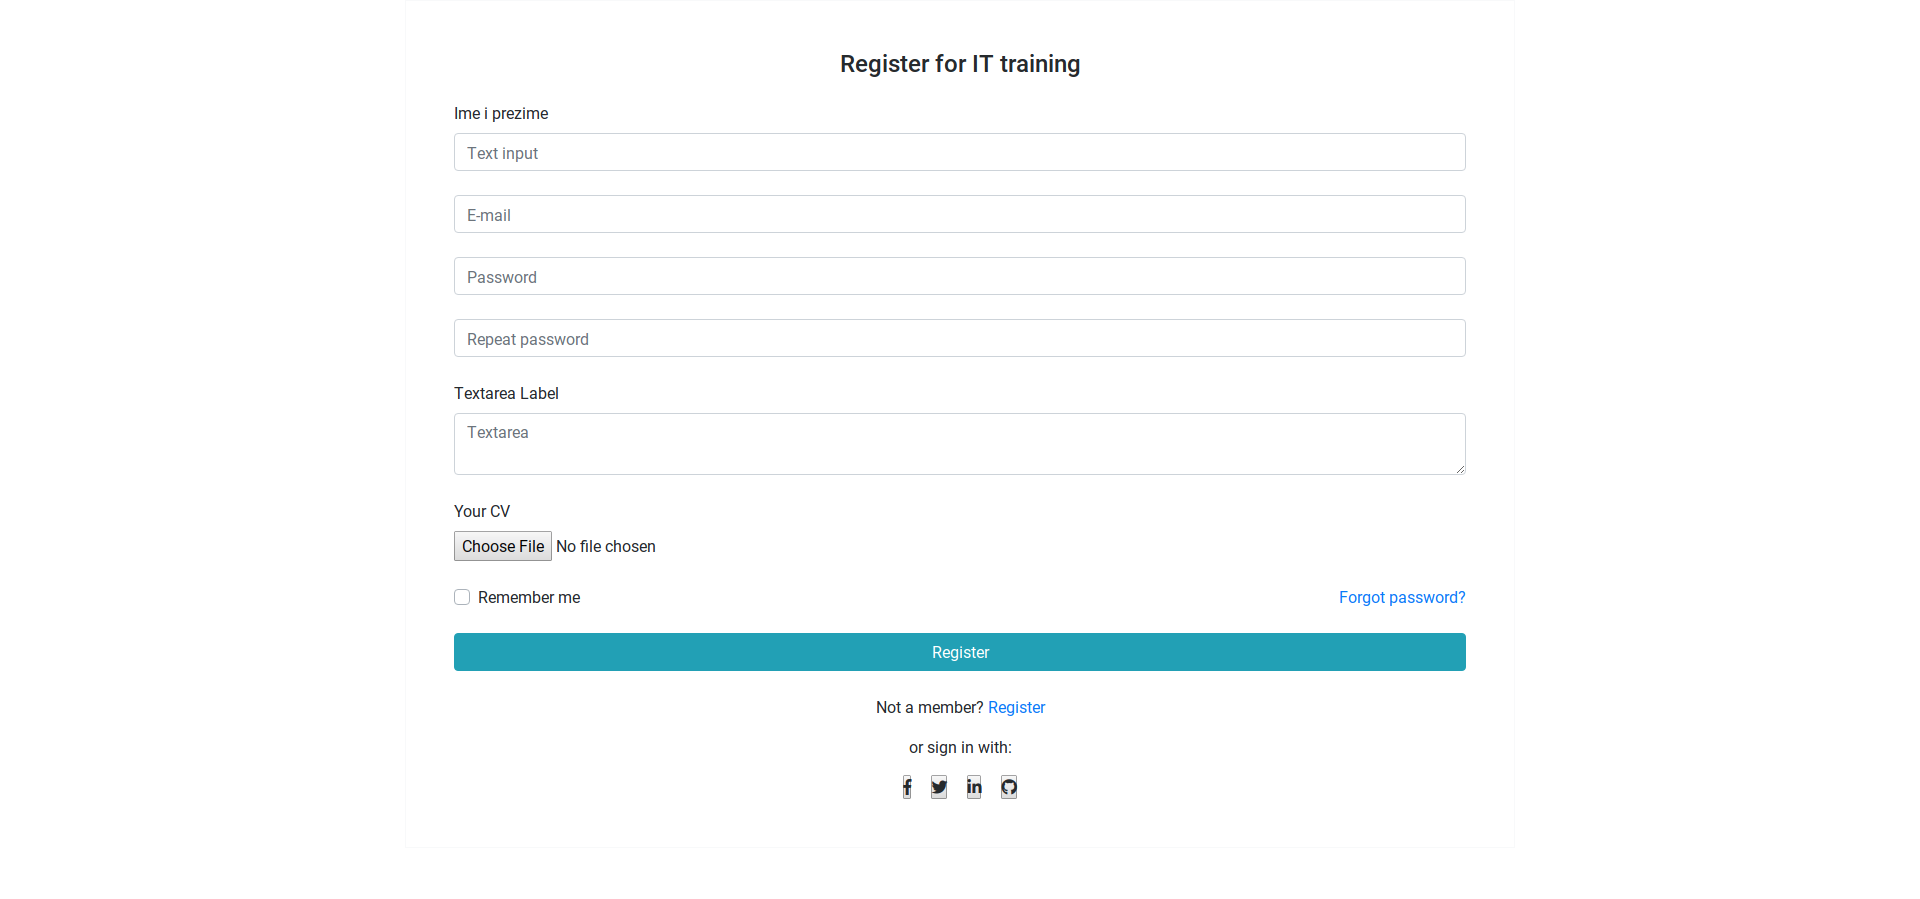 Register for IT training
Ime i prezime
Text input
E-mail
Password
Repeat password
Textarea Label
Textarea
Your CV
Choose File No file chosen
Remember me Forgot password?
Register
Not a member? Register
or sign in with: